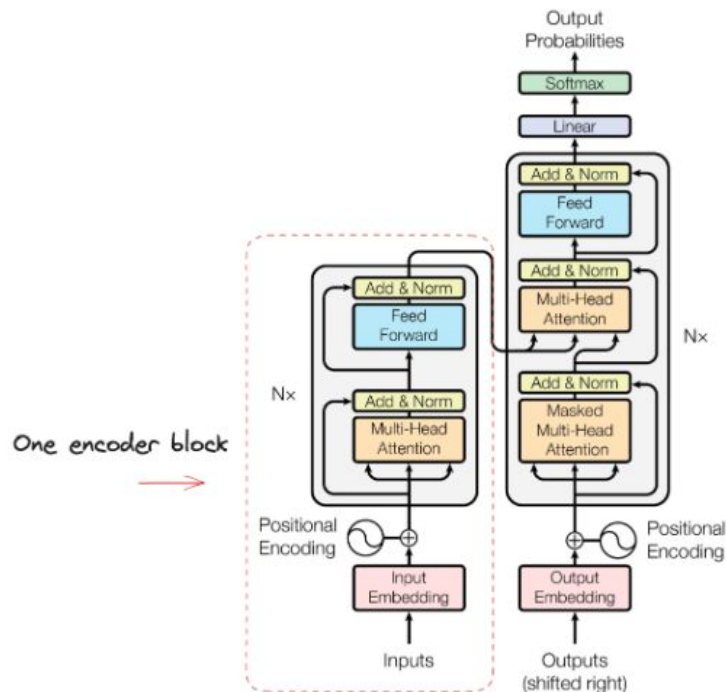 Output
Probabilities
Softmax
Linear
Add & Norm
Feed
Forward
Add & Norm
Multi-Head
Attention
N×
Add & Norm
Masked
Multi-Head
Attention
Positional
Encoding
Output
Embedding
Outputs
(shifted right)
Add & Norm
Feed
Forward
N×
Add & Norm
Multi-Head
Attention
One encoder block
Positional
Encoding
Input
Embedding
Inputs